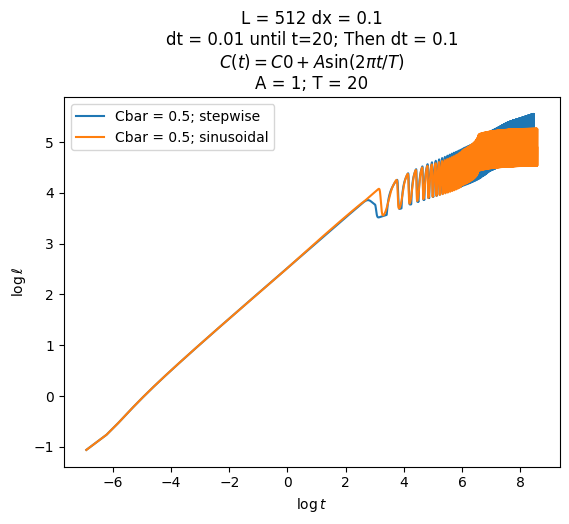 L = 512 dx = 0.1
dt = 0.01 until t=20; Then dt = 0.1
C(t) = C0 + A sin(2πt/T)
A = 1; T = 20
Cbar = 0.5; stepwise
Cbar = 0.5; sinusoidal
log ℓ
5
4
3
2
1
0
−1
−6
−4
−2
0
2
4
6
8
log t